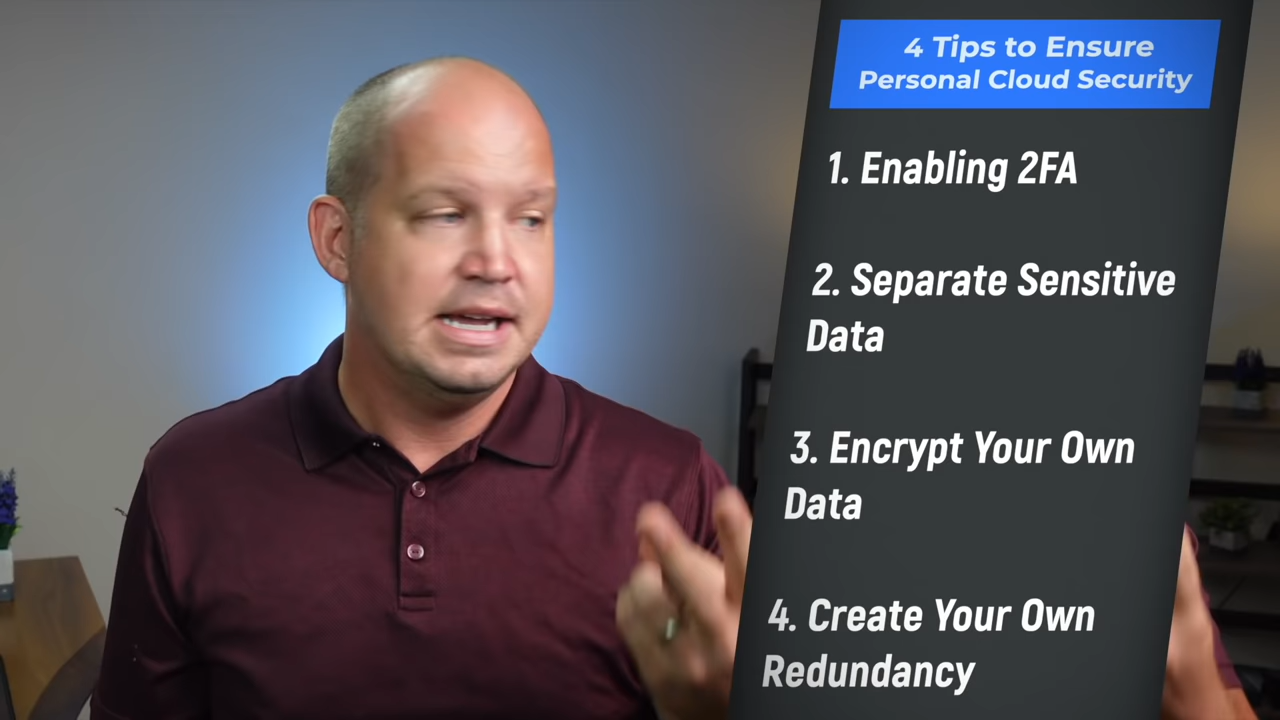 4 Tips to Ensure
Personal Cloud Security
1. Enabling 2FA
2. Separate Sensitive
Data
3. Encrypt Your Own
Data
4. Create Your Own
Redundancy